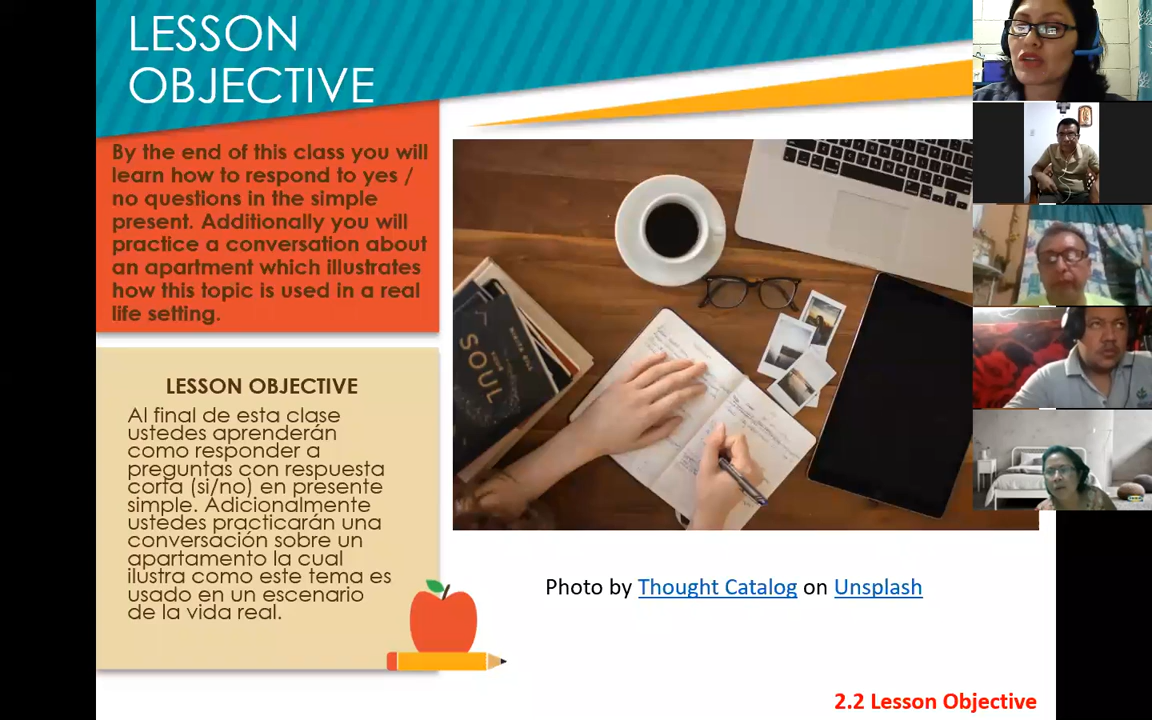 LESSON
OBJECTIVE
By the end of this class you will
learn how to respond to yes /
no questions in the simple
present. Additionally you will
practice a conversation about
an apartment which illustrates
how this topic is used in a real
life setting.
LESSON OBJECTIVE
Al final de esta clase
ustedes aprenderán
como responder a
preguntas con respuesta
corta (si/no) en presente
simple. Adicionalmente
ustedes practicarán una
conversación sobre un
apartamento la cual
ilustra como este tema es
usado en un escenario
de la vida real.
SOUL
Photo by Thought Catalog on Unsplash
2.2 Lesson Objective